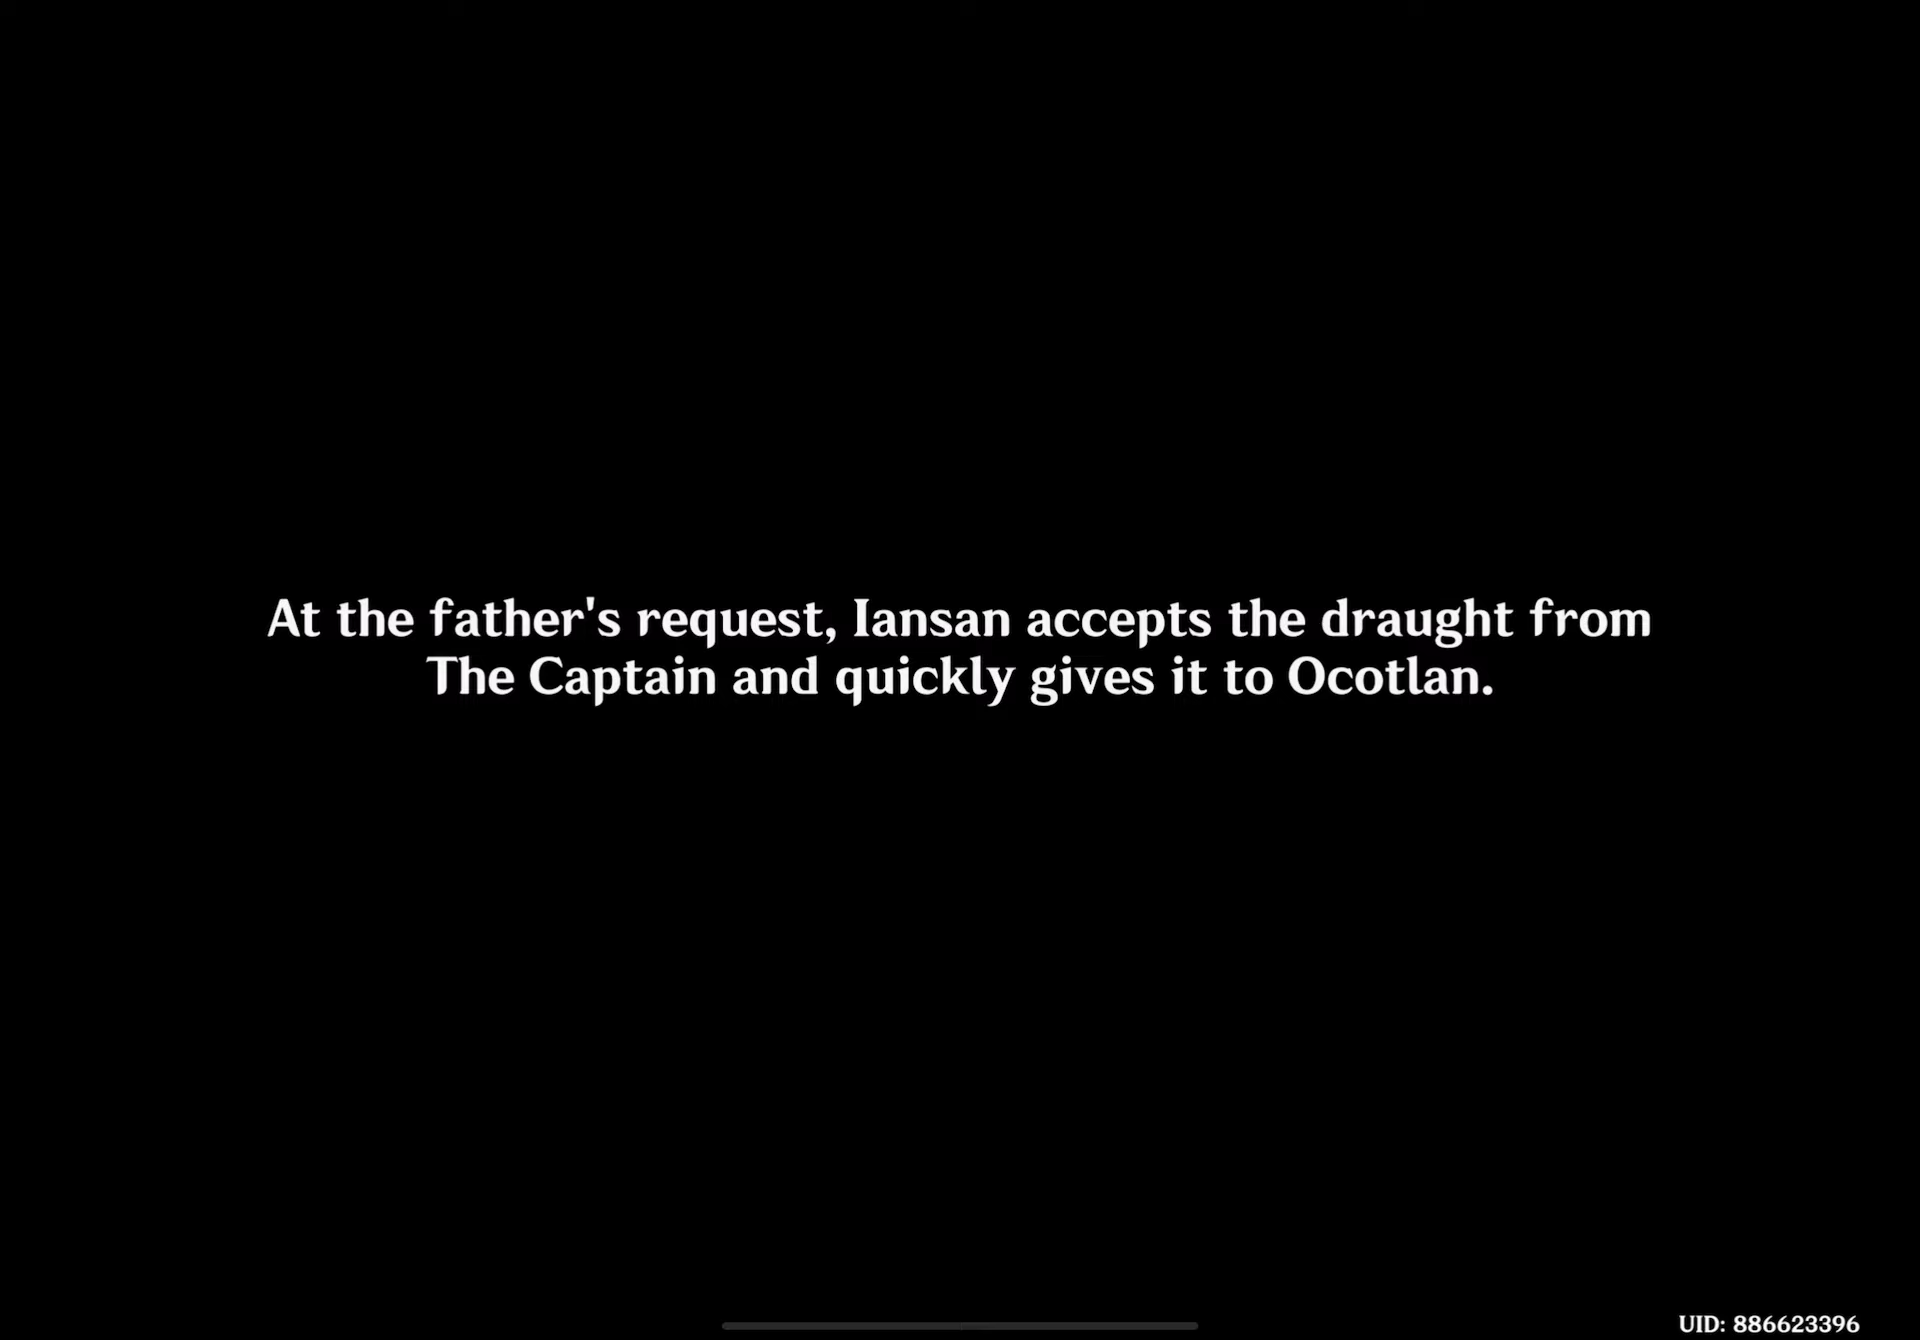 At the father's request, Iansan accepts the draught from
The Captain and quickly gives it to Ocotlan.
UID: 886623396